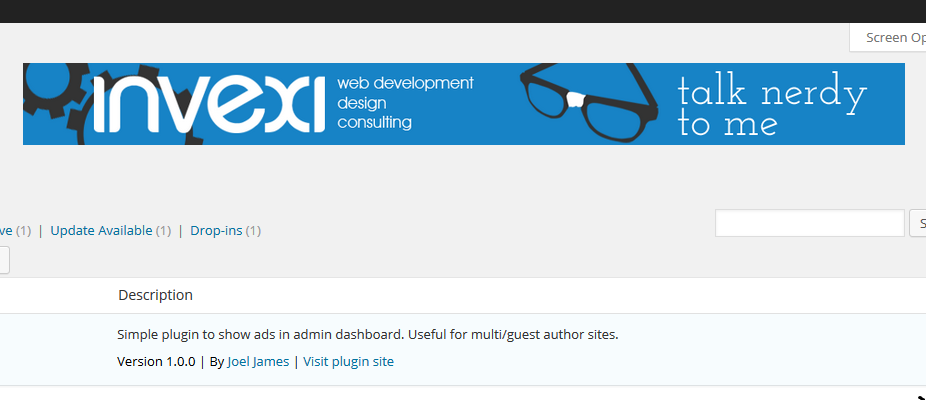 Screen Op
invexi
web development
design
consulting
talk nerdy
to me
ve (1) | Update Available (1) | Drop-ins (1)
S
Description
Simple plugin to show ads in admin dashboard. Useful for multi/guest author sites.
Version 1.0.0 | By Joel James | Visit plugin site